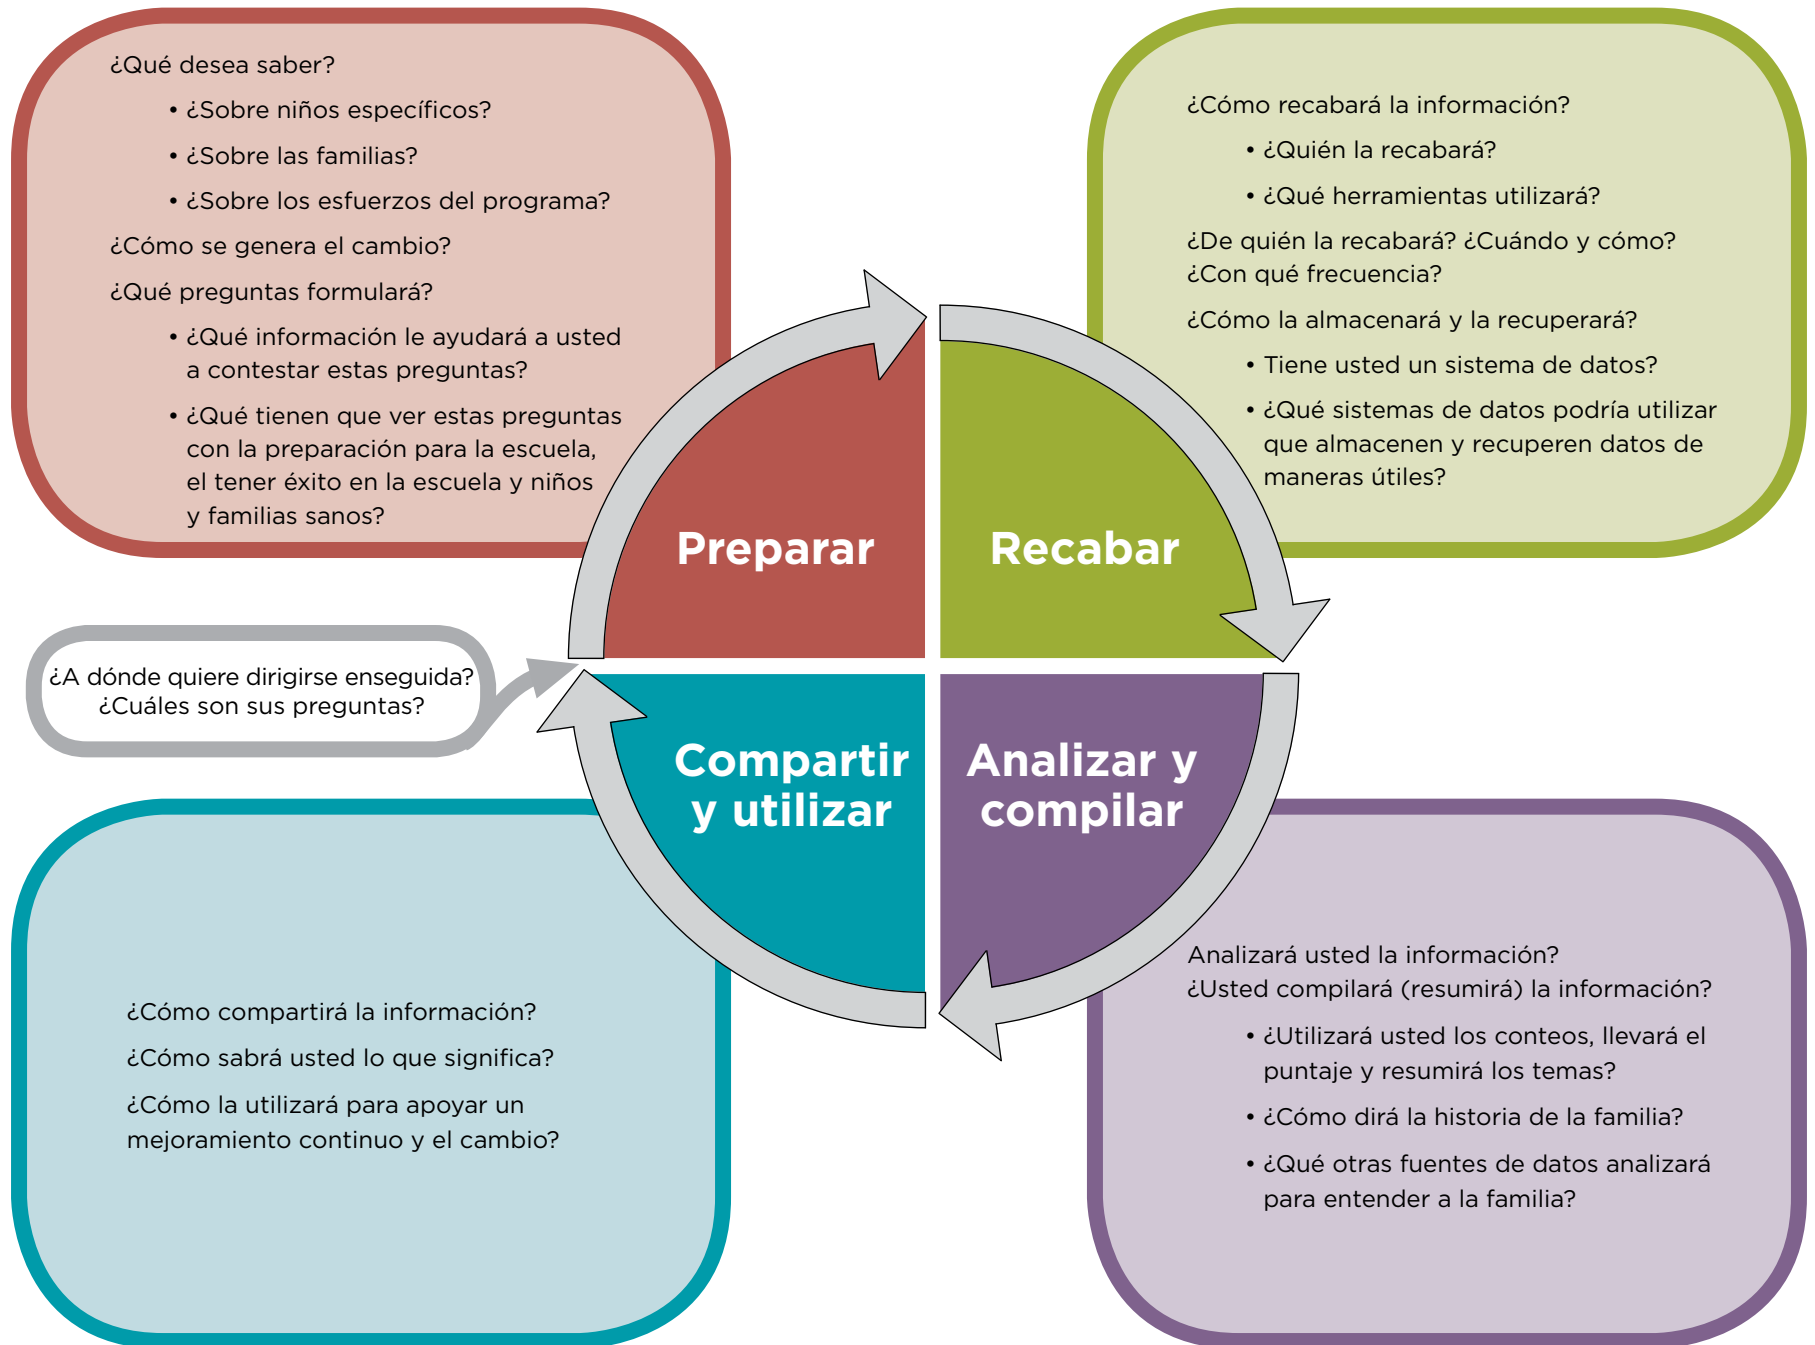 ¿Qué desea saber?
• ¿Sobre niños específicos?
• ¿Sobre las familias?
• ¿Sobre los esfuerzos del programa?
¿Cómo se genera el cambio?
¿Qué preguntas formulará?
• ¿Qué información le ayudará a usted
a contestar estas preguntas?
• ¿Qué tienen que ver estas preguntas
con la preparación para la escuela,
el tener éxito en la escuela y niños
y familias sanos?
¿Cómo recabará la información?
• ¿Quién la recabará?
• ¿Qué herramientas utilizará?
¿De quién la recabará? ¿Cuándo y cómo?
¿Con qué frecuencia?
¿Cómo la almacenará y la recuperará?
• Tiene usted un sistema de datos?
• ¿Qué sistemas de datos podría utilizar
que almacenen y recuperen datos de
maneras útiles?
Preparar
Recabar
¿A dónde quiere dirigirse enseguida?
¿Cuáles son sus preguntas?
Compartir
y utilizar
Analizar y
compilar
¿Cómo compartirá la información?
¿Cómo sabrá usted lo que significa?
¿Cómo la utilizará para apoyar un
mejoramiento continuo y el cambio?
Analizará usted la información?
¿Usted compilará (resumirá) la información?
• ¿Utilizará usted los conteos, llevará el
puntaje y resumirá los temas?
• ¿Cómo dirá la historia de la familia?
• ¿Qué otras fuentes de datos analizará
para entender a la familia?